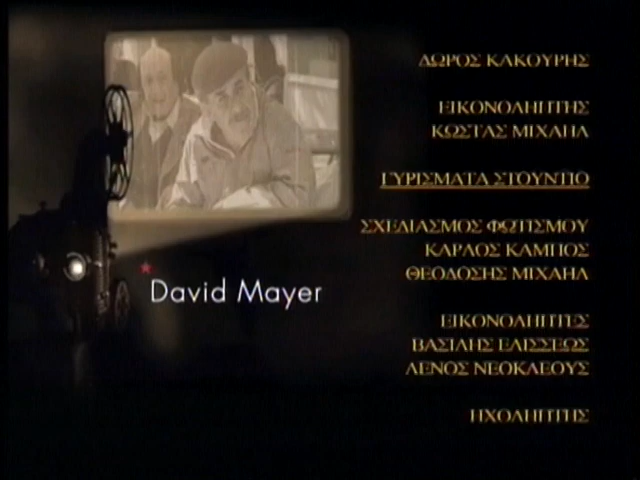 ΔΩΡΟΣ ΚΑΚΟΥΡΗΣ
ΕΙΚΟΝΟΛΗΠΤΗΣ
ΚΩΣΤΑΣ ΜΙΧΑΗΛ
ΓΥΡΙΣΜΑΤΑ ΣΤΟΥΝΤΙΟ
ΣΧΕΔΙΑΣΜΟΣ ΦΩΤΙΣΜΟΥ
ΚΑΡΛΟΣ ΚΑΜΠΟΣ
ΘΕΟΔΟΣΗΣ ΜΙΧΑΗΛ
ΕΙΚΟΝΟΛΗΠΤΕΣ
ΒΑΣΙΛΗΣ ΕΛΙΣΣΕΩΣ
ΛΕΝΟΣ ΝΕΟΚΛΕΟΥΣ
ΗΧΟΛΗΠΤΗΣ
David Mayer